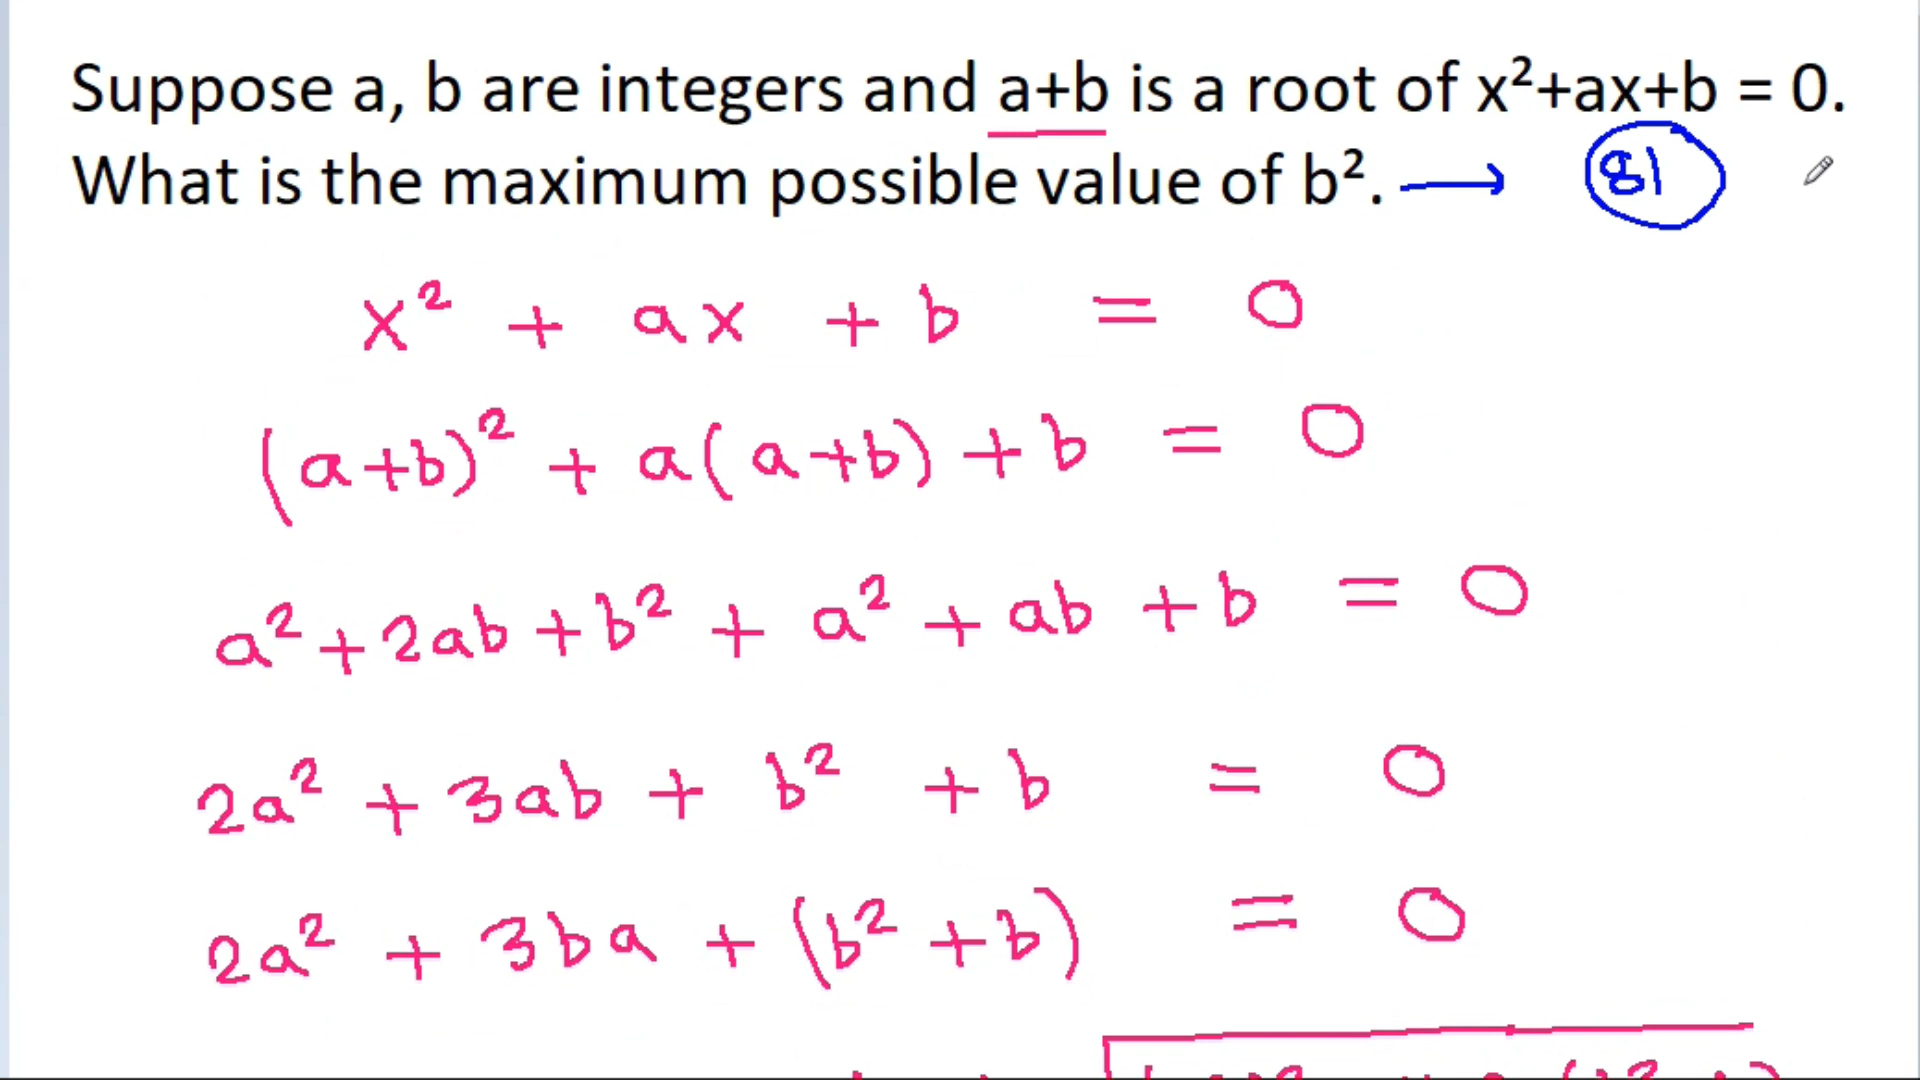 Suppose a, b are integers and a+b is a root of x²+ax+b = 0.
What is the maximum possible value of b². → 81
x² + ax + b = 0
(a+b)² + a(a+b) + b = 0
a² + 2ab + b² + a² + ab + b = 0
2a² + 3ab + b² + b = 0
2a² + 3ba + (b² + b) = 0